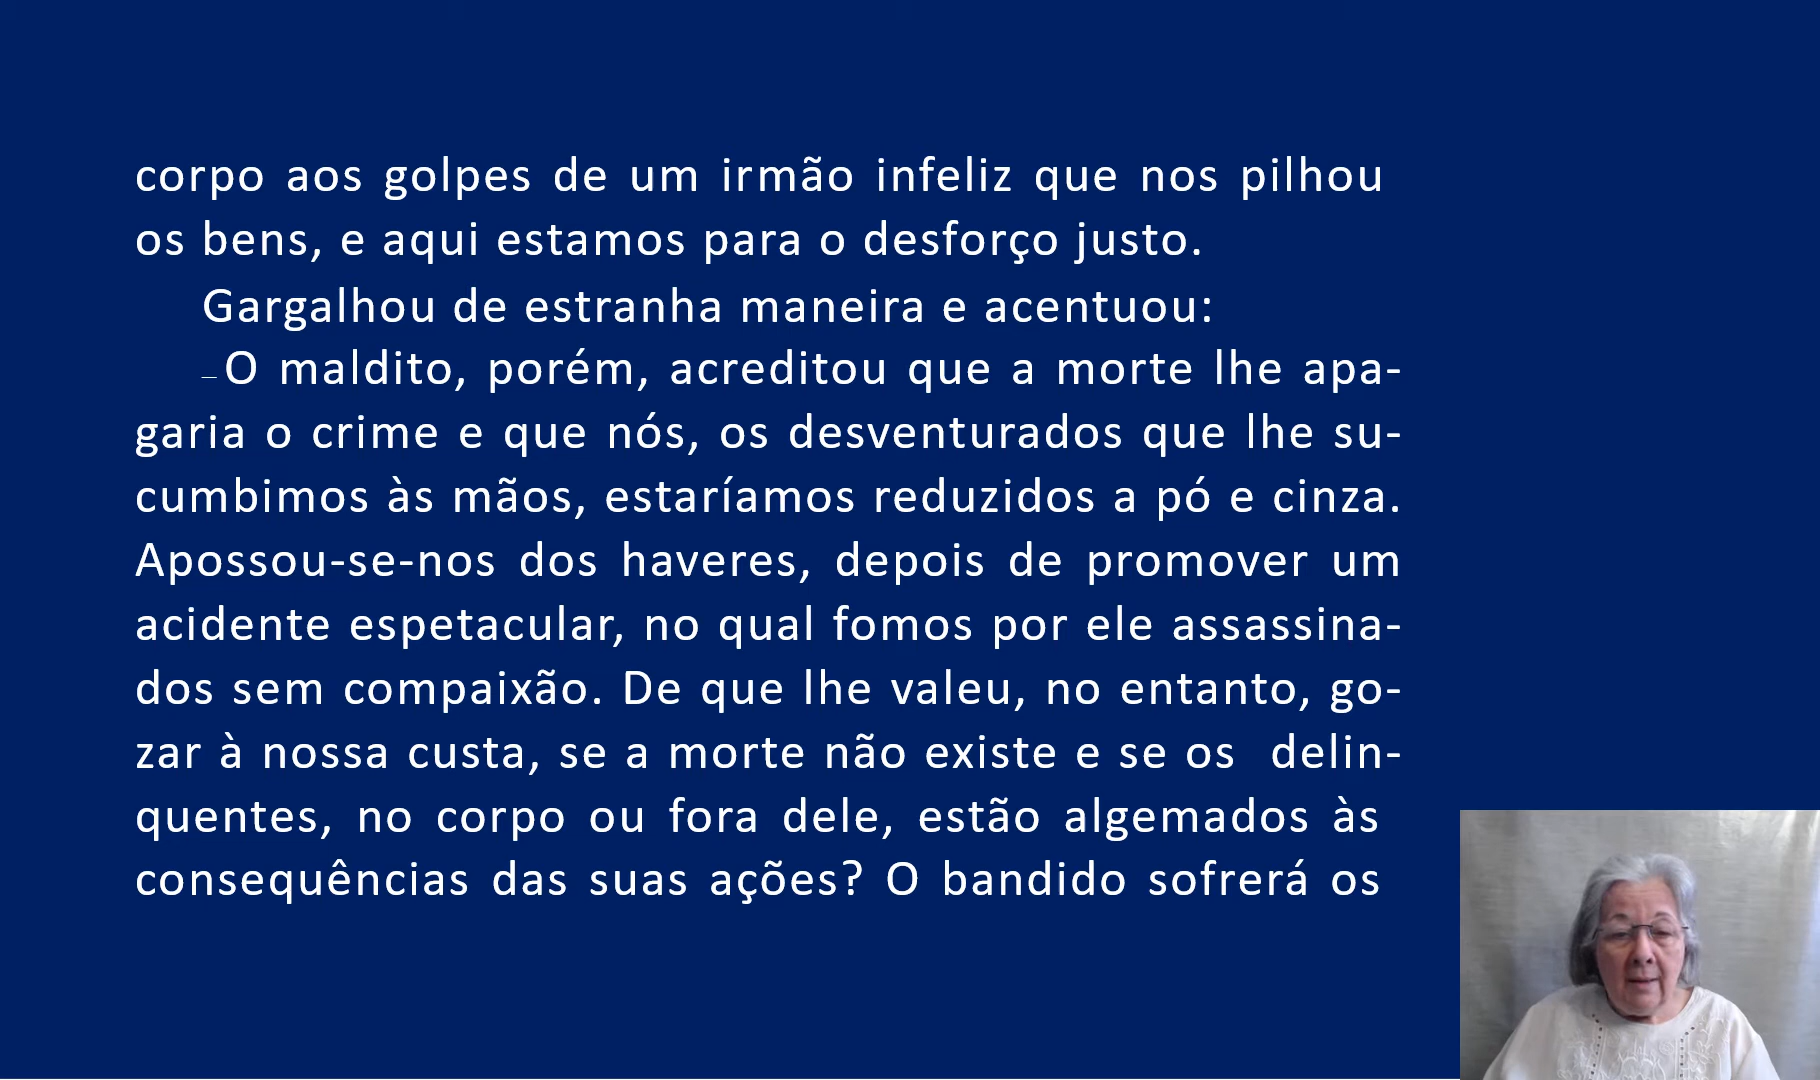 corpo aos golpes de um irmão infeliz que nos pilhou
os bens, e aqui estamos para o desforço justo.
Gargalhou de estranha maneira e acentuou:
–O maldito, porém, acreditou que a morte lhe apa-
garia o crime e que nós, os desventurados que lhe su-
cumbimos às mãos, estaríamos reduzidos a pó e cinza.
Apossou-se-nos dos haveres, depois de promover um
acidente espetacular, no qual fomos por ele assassina-
dos sem compaixão. De que lhe valeu, no entanto, go-
zar à nossa custa, se a morte não existe e se os delin-
quentes, no corpo ou fora dele, estão algemados às
consequências das suas ações? O bandido sofrerá os